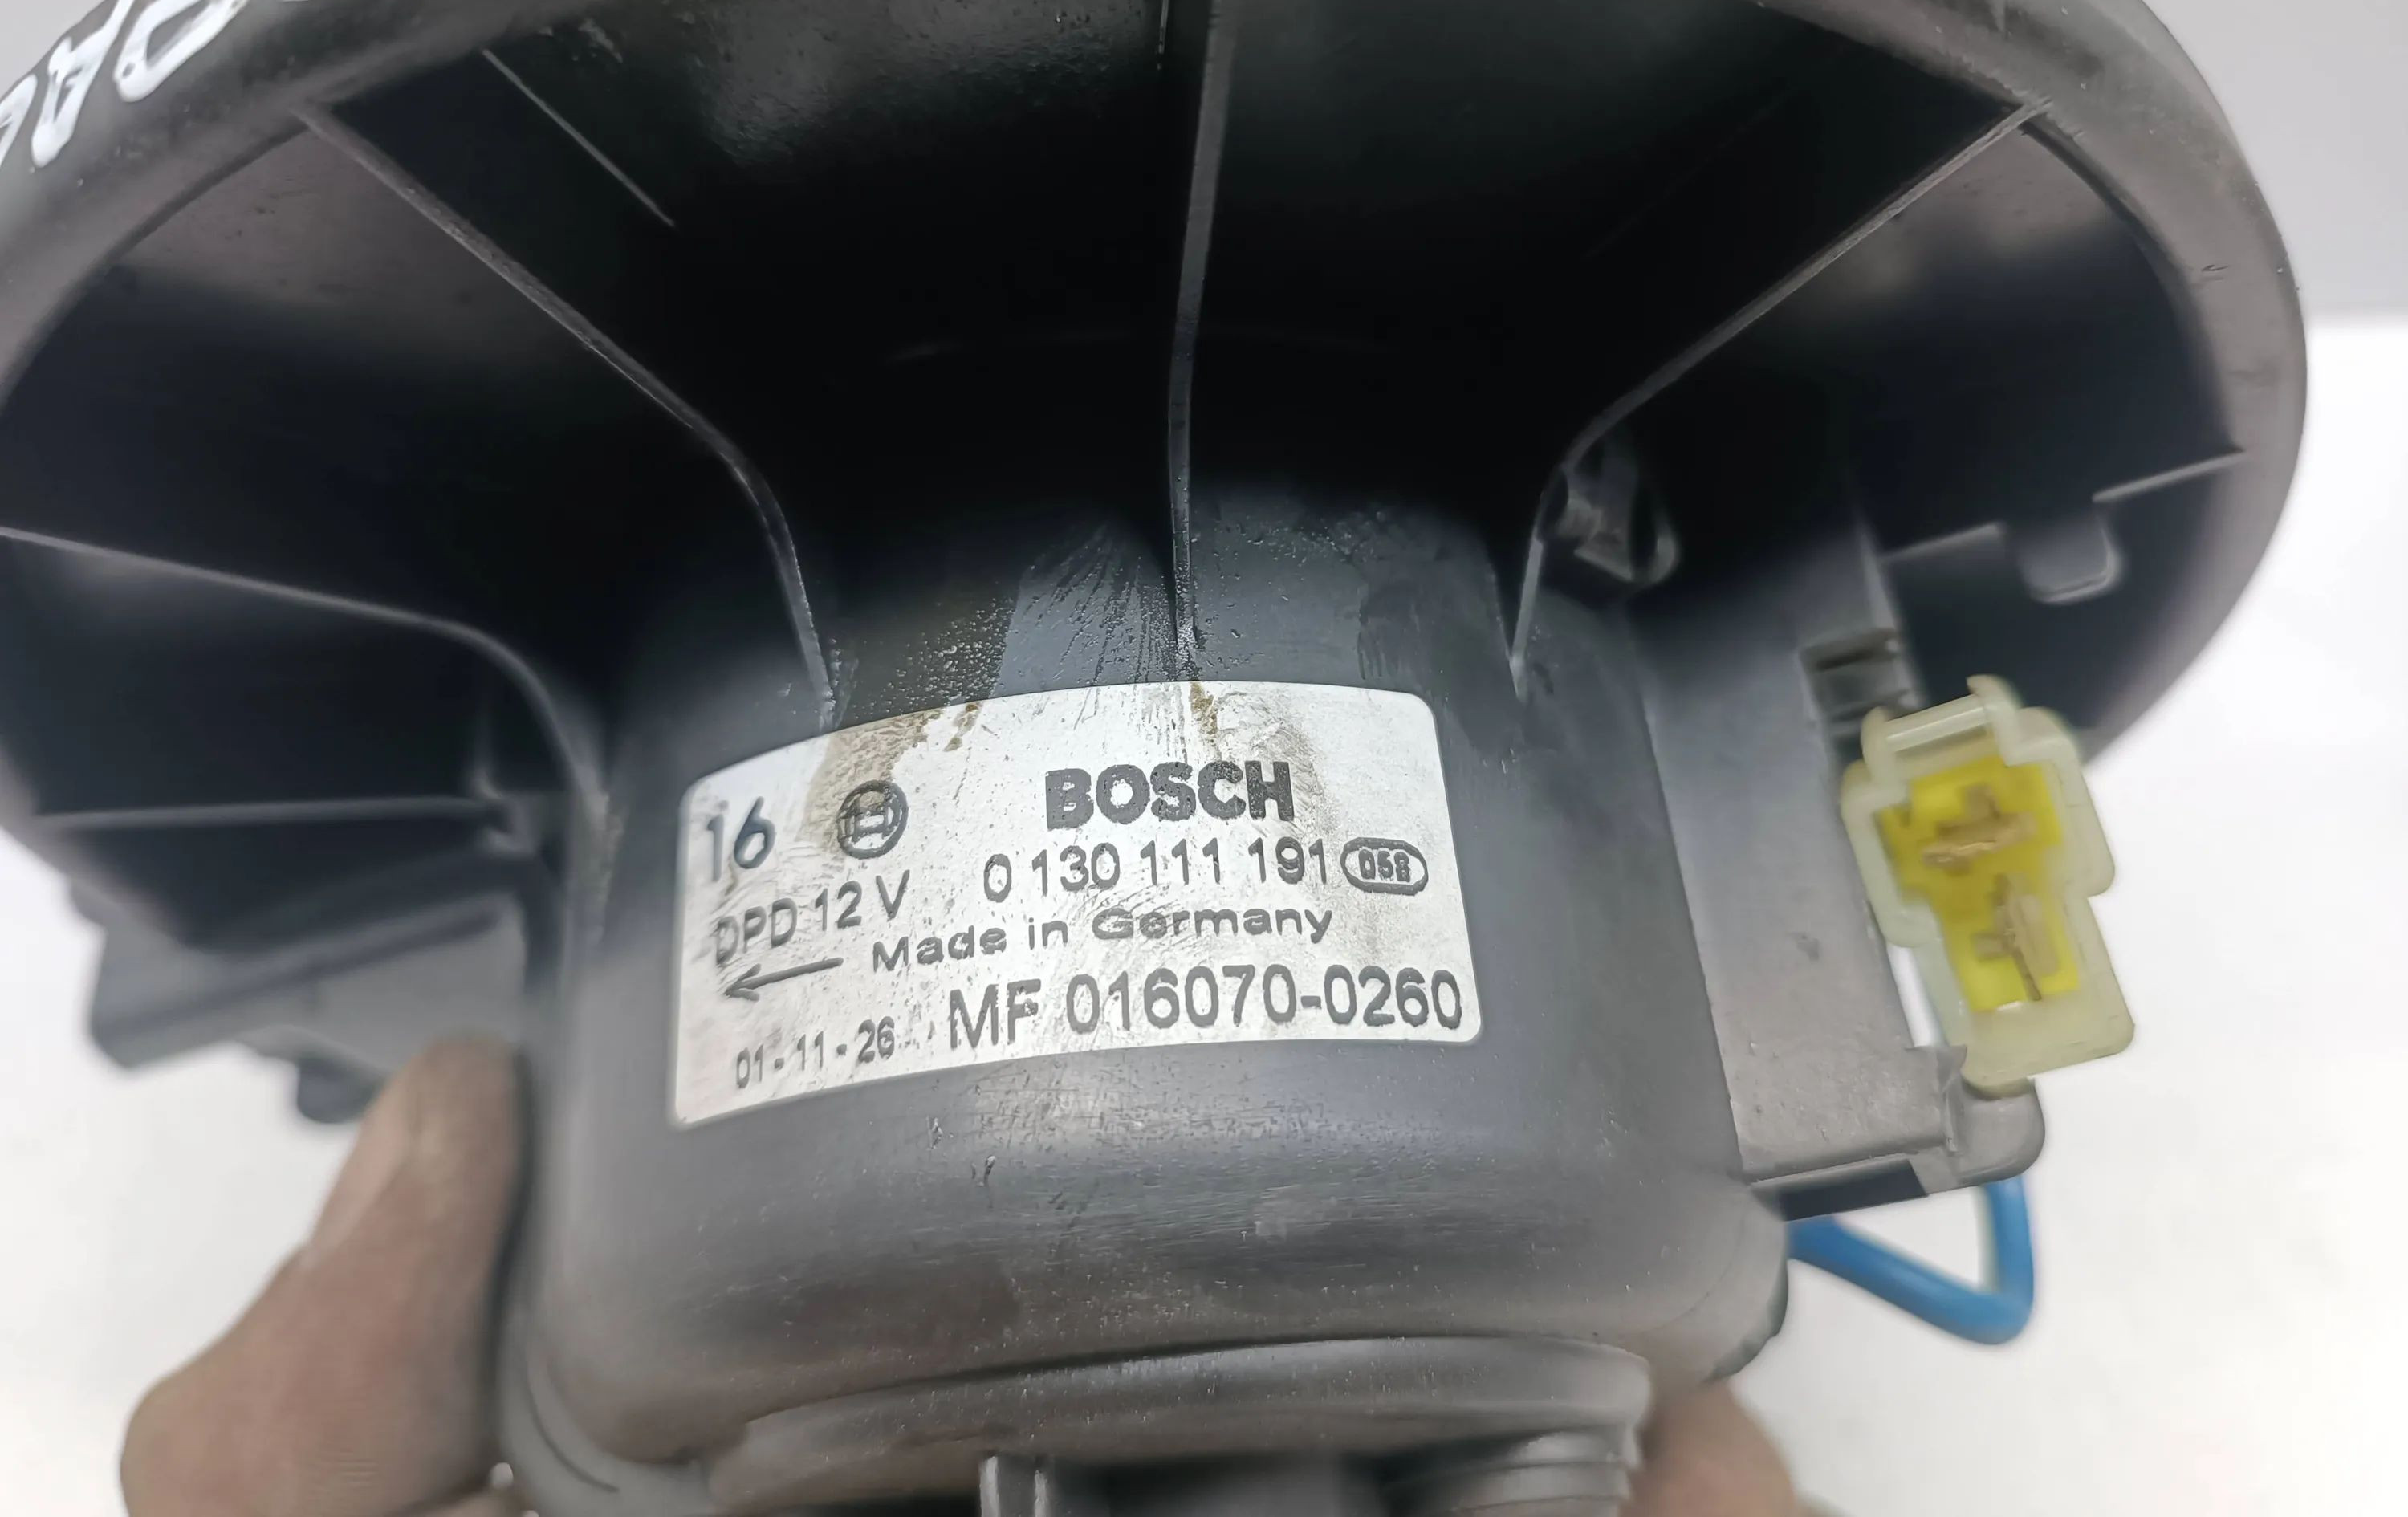 16 BOSCH
0 130 111 191 058
DPD 12 V
Made in Germany
MF 016070-0260
01-11-26